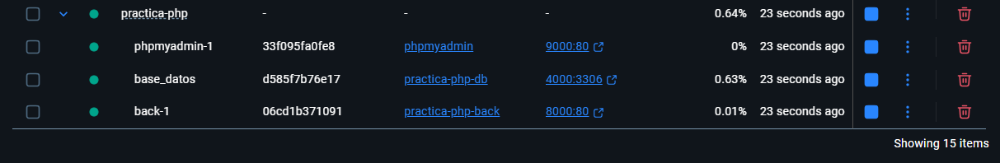 practica-php - - - 0.64% 23 seconds ago
phpmyadmin-1 33f095fa0fe8 phpmyadmin 9000:80 0% 23 seconds ago
base_datos d585f7b76e17 practica-php-db 4000:3306 0.63% 23 seconds ago
back-1 06cd1b371091 practica-php-back 8000:80 0.01% 23 seconds ago
Showing 15 items